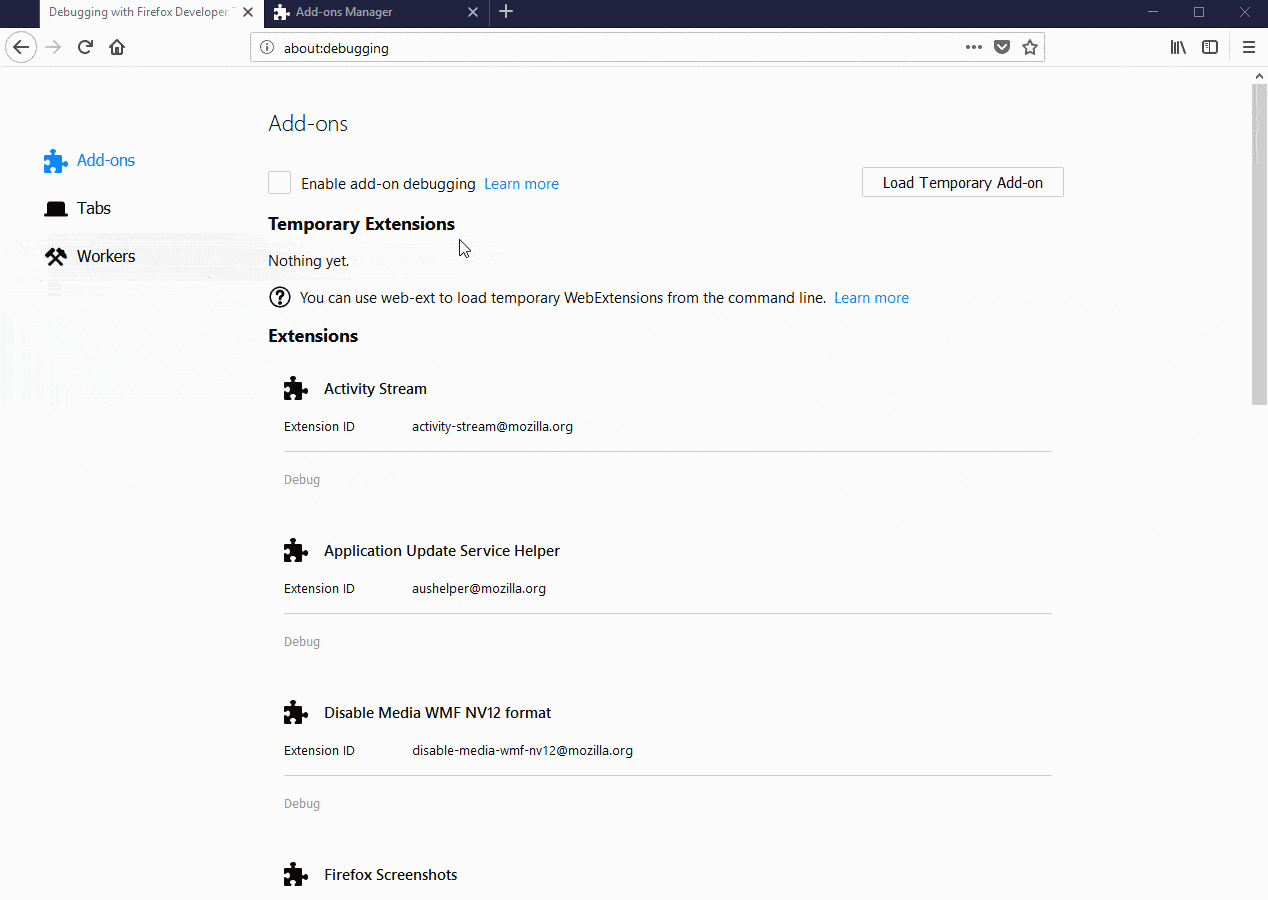 Debugging with Firefox Developer
Add-ons Manager
about:debugging
Add-ons
Tabs
Workers
Add-ons
Enable add-on debugging Learn more
Load Temporary Add-on
Temporary Extensions
Nothing yet.
You can use web-ext to load temporary WebExtensions from the command line. Learn more
Extensions
Activity Stream
Extension ID activity-stream@mozilla.org
Debug
Application Update Service Helper
Extension ID aushelper@mozilla.org
Debug
Disable Media WMF NV12 format
Extension ID disable-media-wmf-nv12@mozilla.org
Debug
Firefox Screenshots